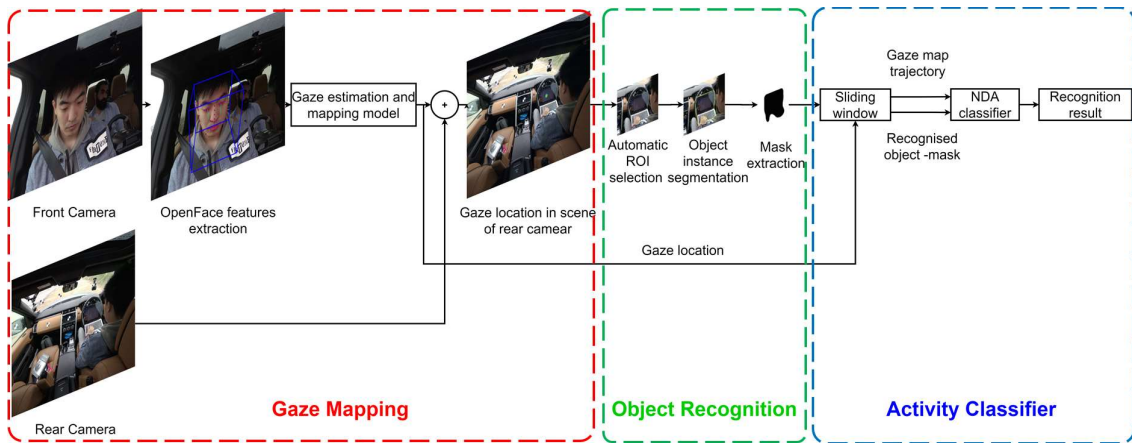 Gaze estimation and
mapping model
+
Front Camera
OpenFace features
extraction
Gaze location in scene
of rear camear
Rear Camera
Gaze Mapping
Automatic
ROI
selection
Object
instance
segmentation
Mask
extraction
Gaze location
Object Recognition
Sliding
window
Gaze map
trajectory
Recognised
object -mask
NDA
classifier
Recognition
result
Activity Classifier